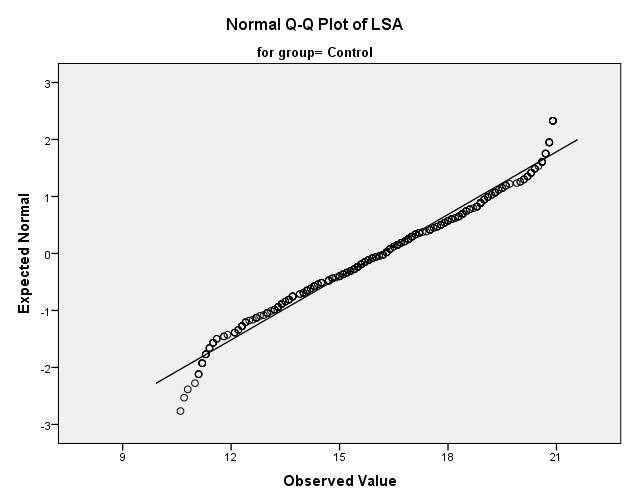 Normal Q-Q Plot of LSA
for group= Control
3
2
1
0
-1
-2
-3
Expected Normal
9 12 15 18 21
Observed Value